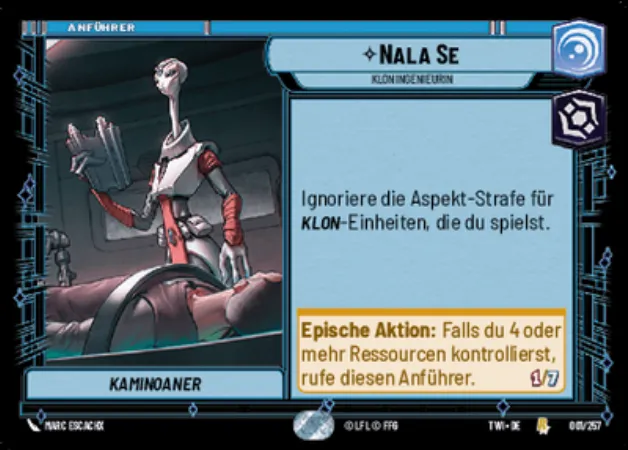 ANFÜHRER
NALA SE
KLONINGENIEURIN
Ignoriere die Aspekt-Strafe für
KLON-Einheiten, die du spielst.
Epische Aktion: Falls du 4 oder
mehr Ressourcen kontrollierst,
rufe diesen Anführer. 1/7
KAMINOANER
MARC ESCACHX © LFL © FFG TWI • DE R 001/257